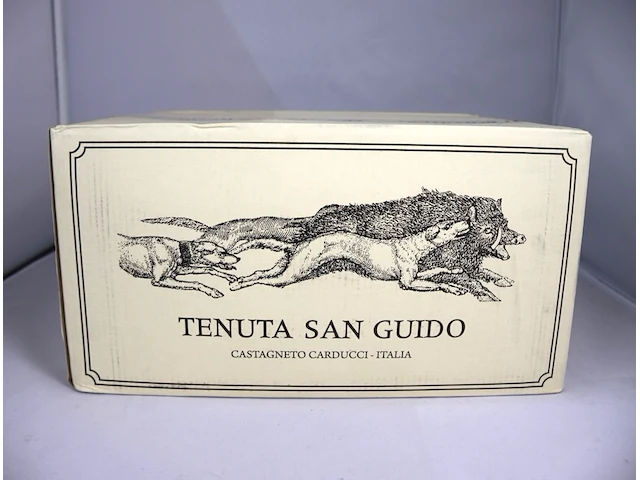 TENUTA SAN GUIDO
CASTAGNETO CARDUCCI - ITALIA